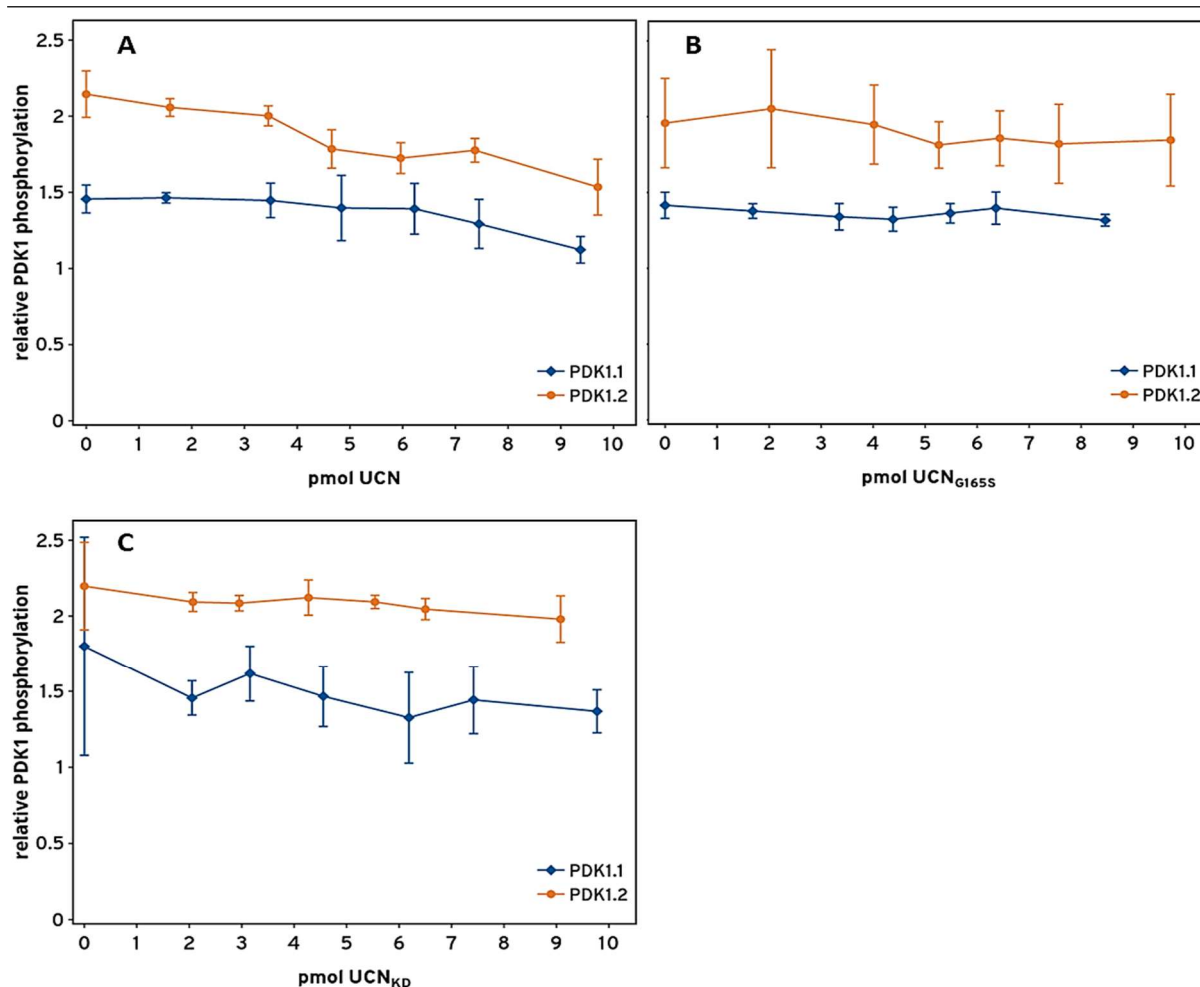 A
B
relative PDK1 phosphorylation
2.5
2
1.5
1
0.5
0
PDK1.1
PDK1.2
PDK1.1
PDK1.2
0 1 2 3 4 5 6 7 8 9 10
0 1 2 3 4 5 6 7 8 9 10
pmol UCN
pmol UCNG165S
C
relative PDK1 phosphorylation
2.5
2
1.5
1
0.5
0
PDK1.1
PDK1.2
0 1 2 3 4 5 6 7 8 9 10
pmol UCNKD